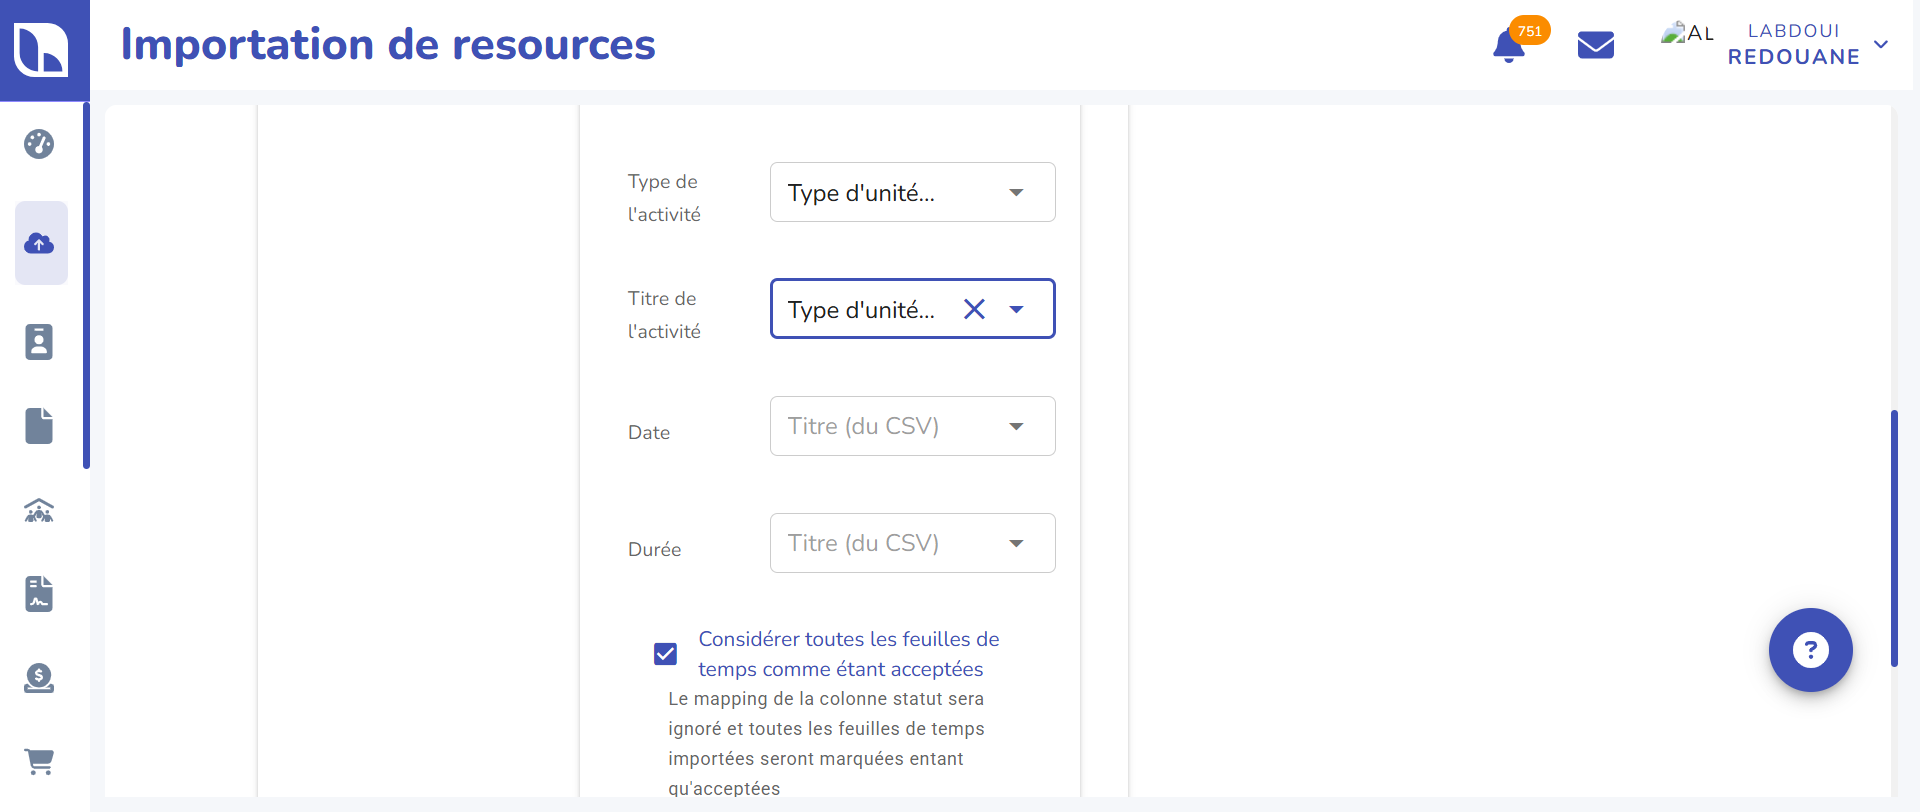 Importation de resources
751
AL
LABDOUI
REDOUANE
Type de
l'activité
Type d'unité...
Titre de
l'activité
Type d'unité...
Date
Titre (du CSV)
Durée
Titre (du CSV)
Considérer toutes les feuilles de
temps comme étant acceptées
Le mapping de la colonne statut sera
ignoré et toutes les feuilles de temps
importées seront marquées entant
qu'acceptées